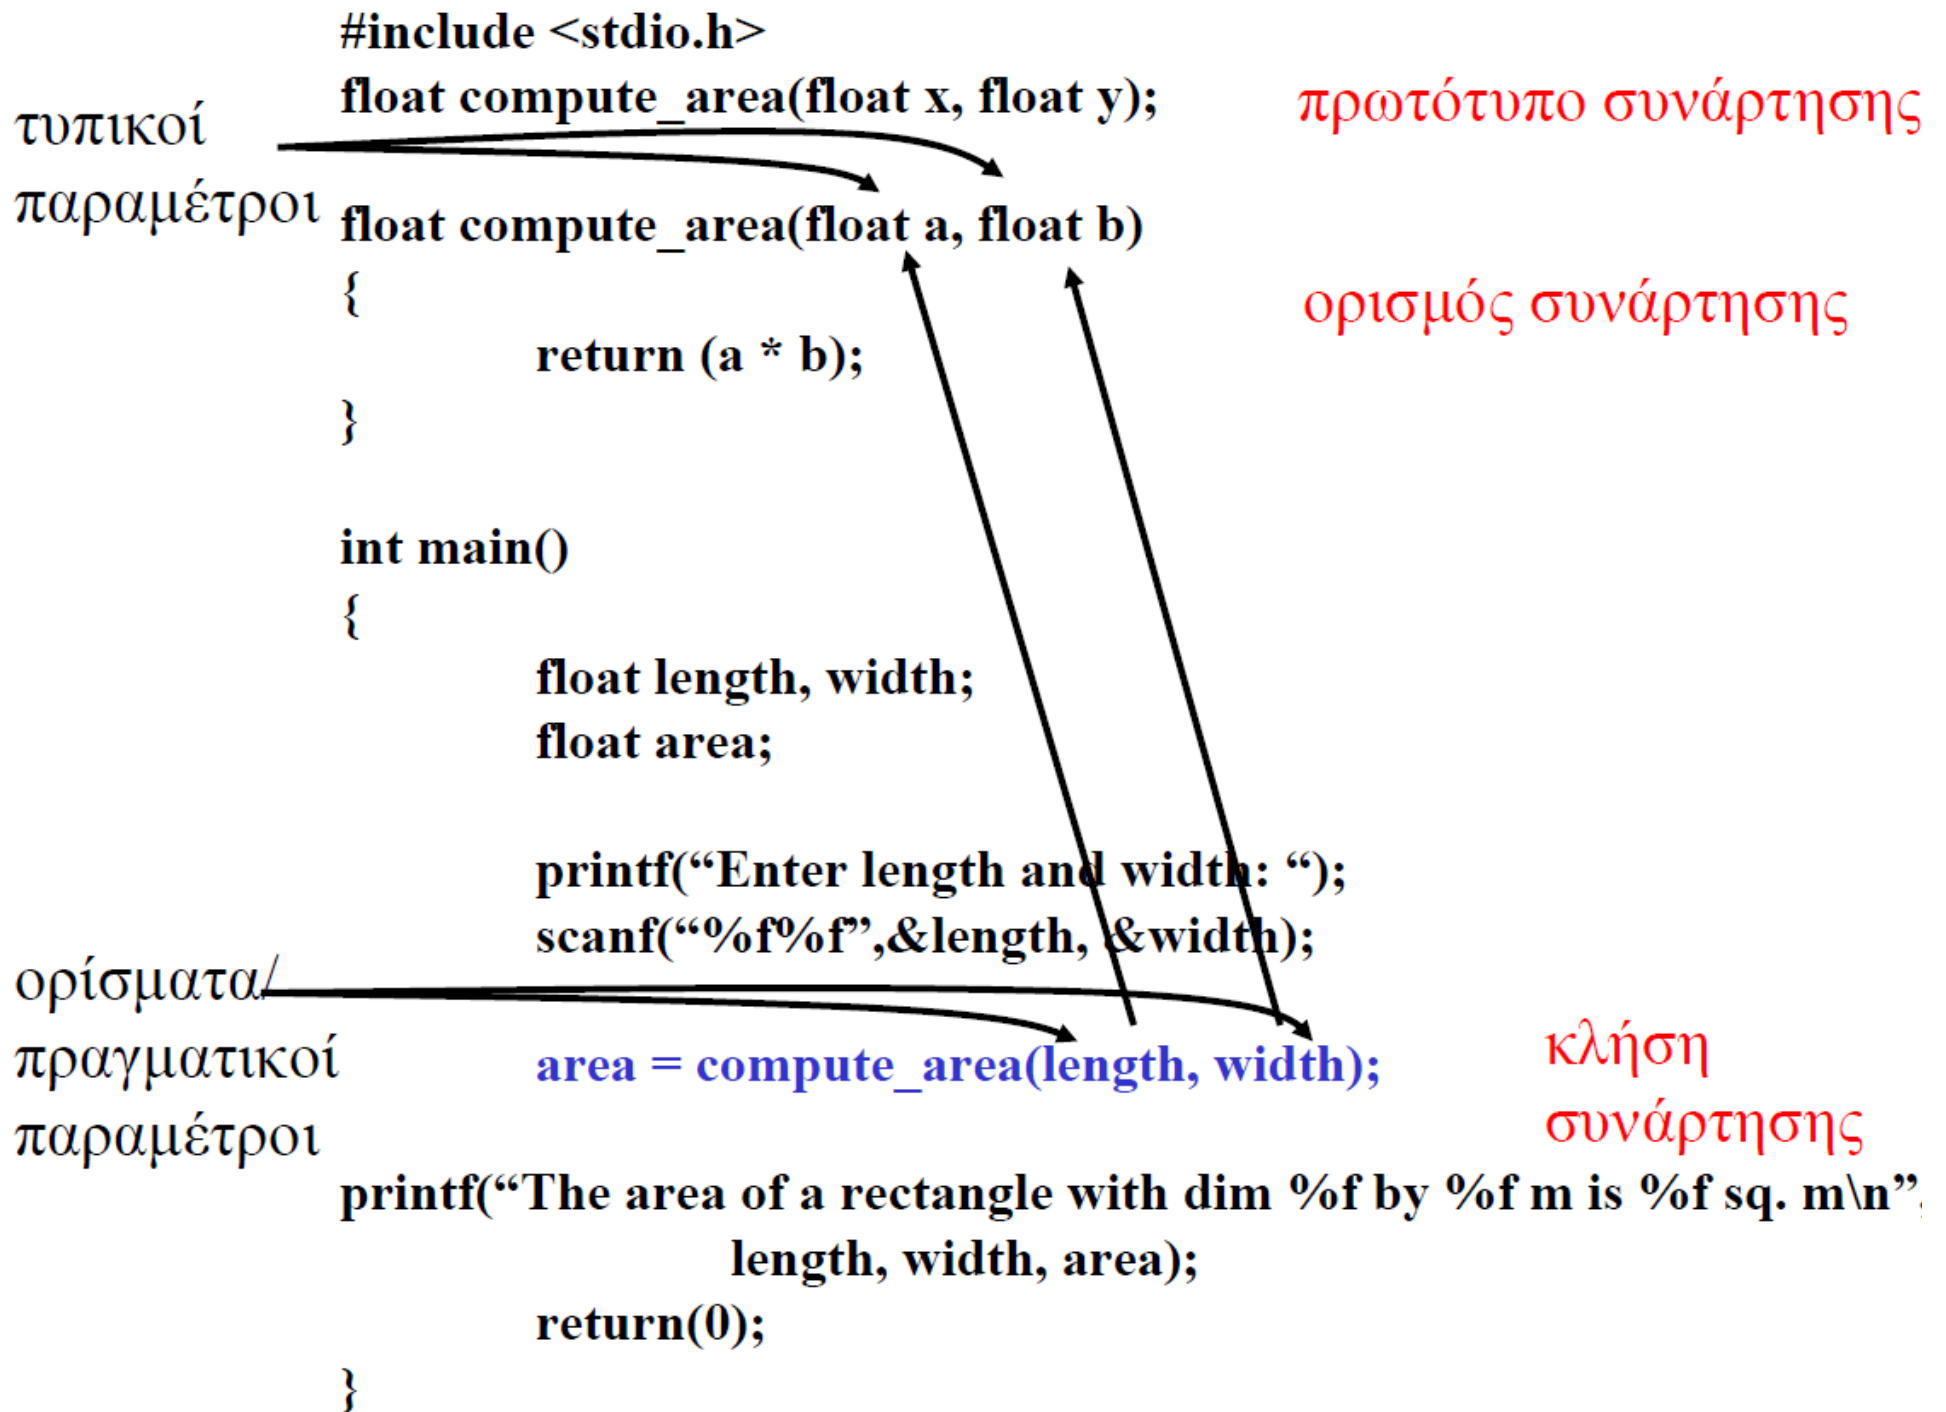 #include <stdio.h>
float compute_area(float x, float y);
πρωτότυπο συνάρτησης
τυπικοί
παραμέτροι
float compute_area(float a, float b)
{
ορισμός συνάρτησης
return (a * b);
}
int main()
{
float length, width;
float area;
printf(“Enter length and width: “);
scanf(“%f%f”,&length, &width);
ορίσματα/
πραγματικοί
παραμέτροι
area = compute_area(length, width);
κλήση
συνάρτησης
printf(“The area of a rectangle with dim %f by %f m is %f sq. m\n”,
length, width, area);
return(0);
}